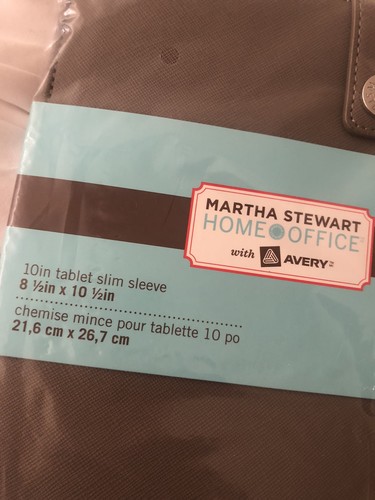 MARTHA STEWART
HOME OFFICE
with AVERY
10in tablet slim sleeve
8 ½in x 10 ½in
chemise mince pour tablette 10 po
21,6 cm x 26,7 cm